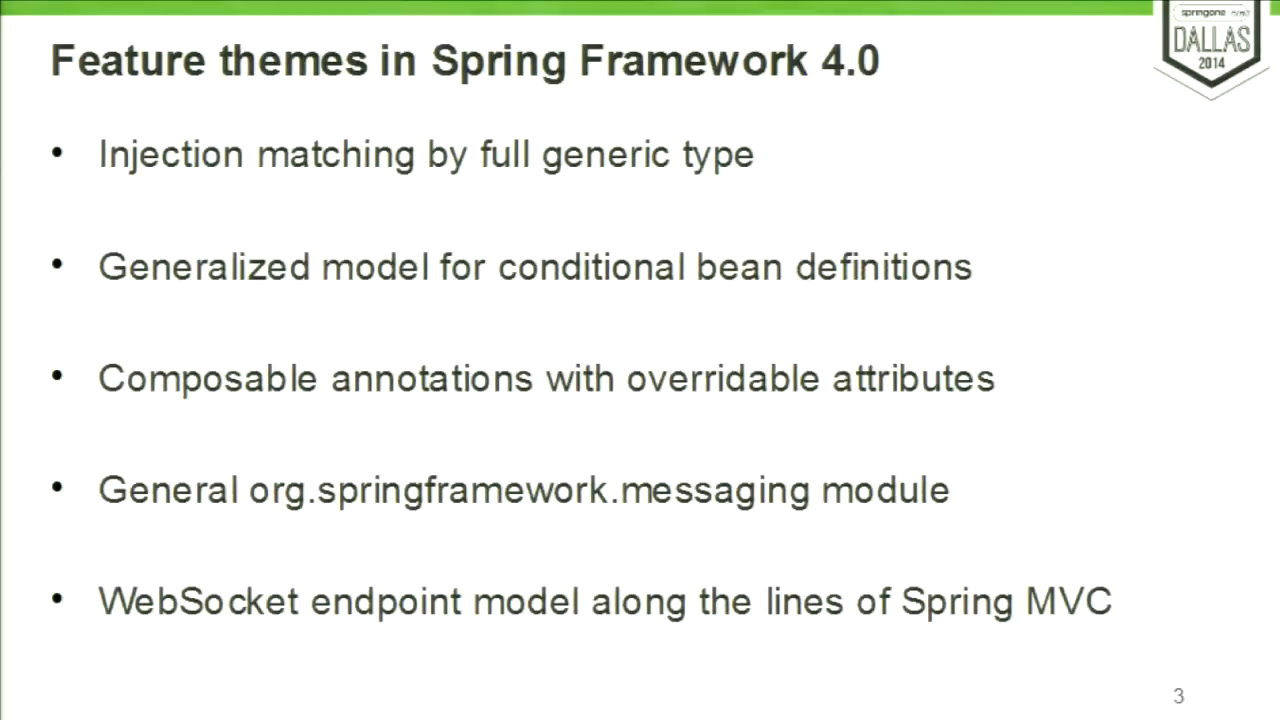 springone
DALLAS
2014
Feature themes in Spring Framework 4.0
• Injection matching by full generic type
• Generalized model for conditional bean definitions
• Composable annotations with overridable attributes
• General org.springframework.messaging module
• WebSocket endpoint model along the lines of Spring MVC
3